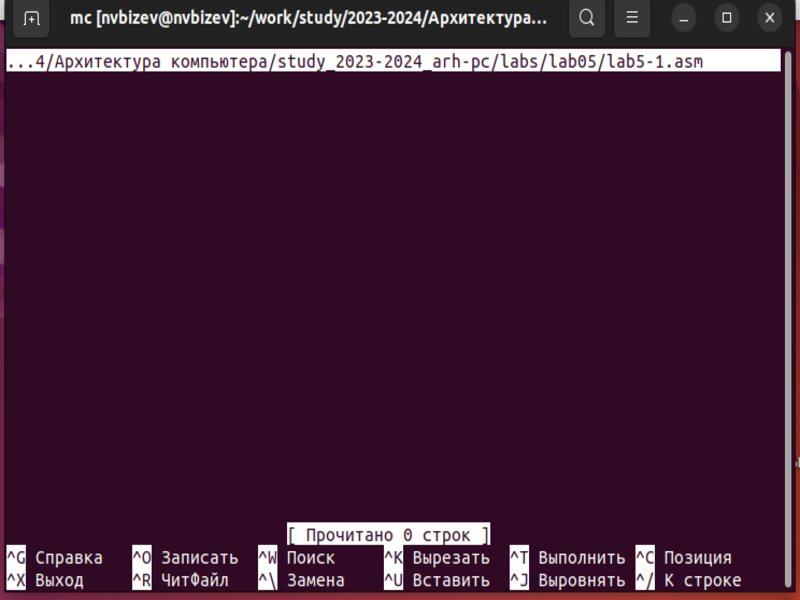 mc [nvbizev@nvbizev]:~/work/study/2023-2024/Архитектура...
...4/Архитектура компьютера/study_2023-2024_arh-pc/labs/lab05/lab5-1.asm
[ Прочитано 0 строк ]
^G Справка ^O Записать ^W Поиск ^K Вырезать ^T Выполнить ^C Позиция
^X Выход ^R ЧитФайл ^\ Замена ^U Вставить ^J Выровнять ^/ К строке